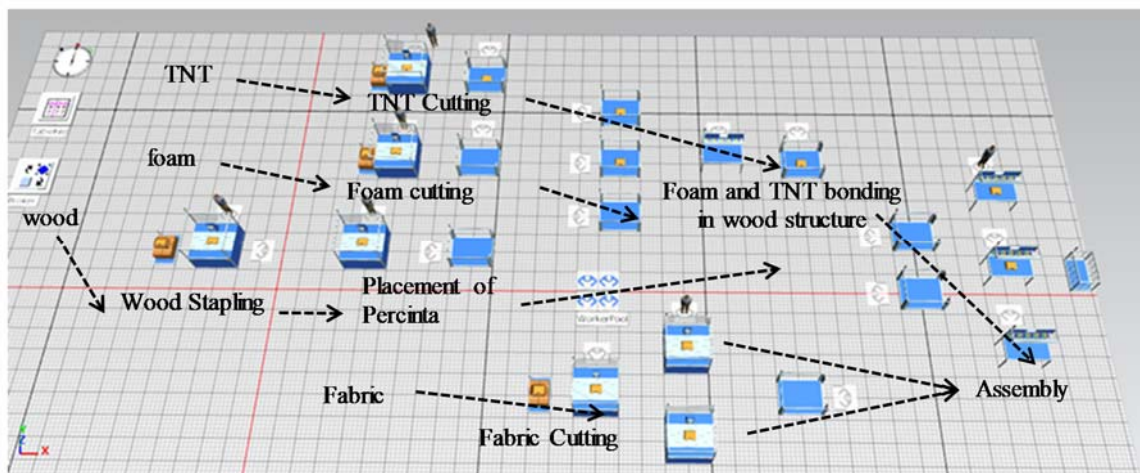 TNT
TNT Cutting
foam
Foam cutting
Foam and TNT bonding
in wood structure
wood
Wood Stapling
Placement of
Percinta
WorkerPool
Fabric
Fabric Cutting
Assembly
Z
X